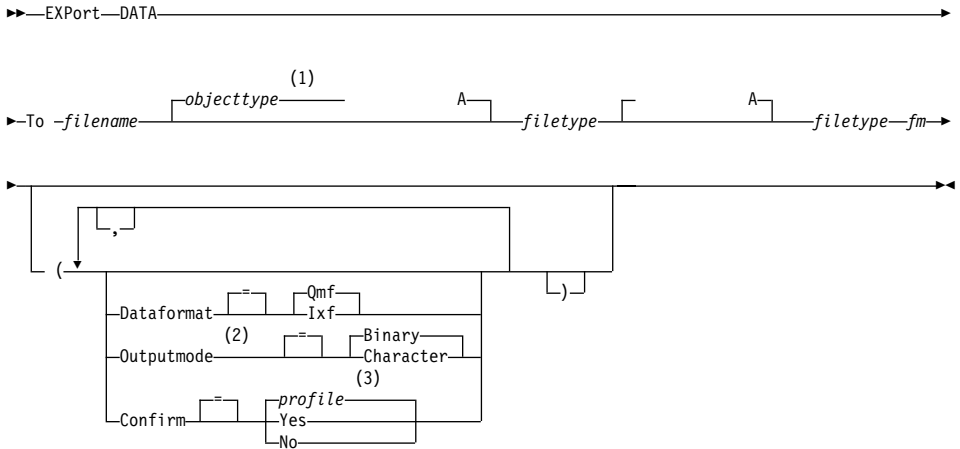 EXPort DATA
(1)
objecttype A A
To filename filetype filetype fm
,
( )
= Qmf
Dataformat Ixf
(2) = Binary
Outputmode Character
(3)
= profile
Confirm Yes
No